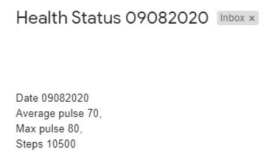 Health Status 09082020 Inbox x
Date 09082020
Average pulse 70,
Max pulse 80,
Steps 10500